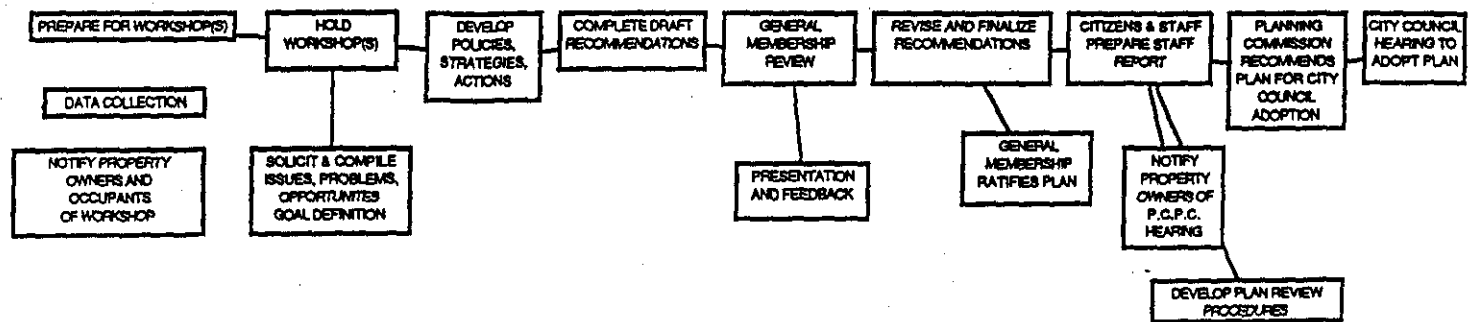 PREPARE FOR WORKSHOP(S)
HOLD
WORKSHOP(S)
DEVELOP
POLICIES,
STRATEGIES,
ACTIONS
COMPLETE DRAFT
RECOMMENDATIONS
GENERAL
MEMBERSHIP
REVIEW
REVISE AND FINALIZE
RECOMMENDATIONS
CITIZENS & STAFF
PREPARE STAFF
REPORT
PLANNING
COMMISSION
RECOMMENDS
PLAN FOR CITY
COUNCIL
ADOPTION
CITY COUNCIL
HEARING TO
ADOPT PLAN
DATA COLLECTION
NOTIFY PROPERTY
OWNERS AND
OCCUPANTS
OF WORKSHOP
SOLICIT & COMPILE
ISSUES, PROBLEMS,
OPPORTUNITES
GOAL DEFINITION
PRESENTATION
AND FEEDBACK
GENERAL
MEMBERSHIP
RATIFIES PLAN
NOTIFY
PROPERTY
OWNERS OF
P.C.P.C.
HEARING
DEVELOP PLAN REVIEW
PROCEDURES